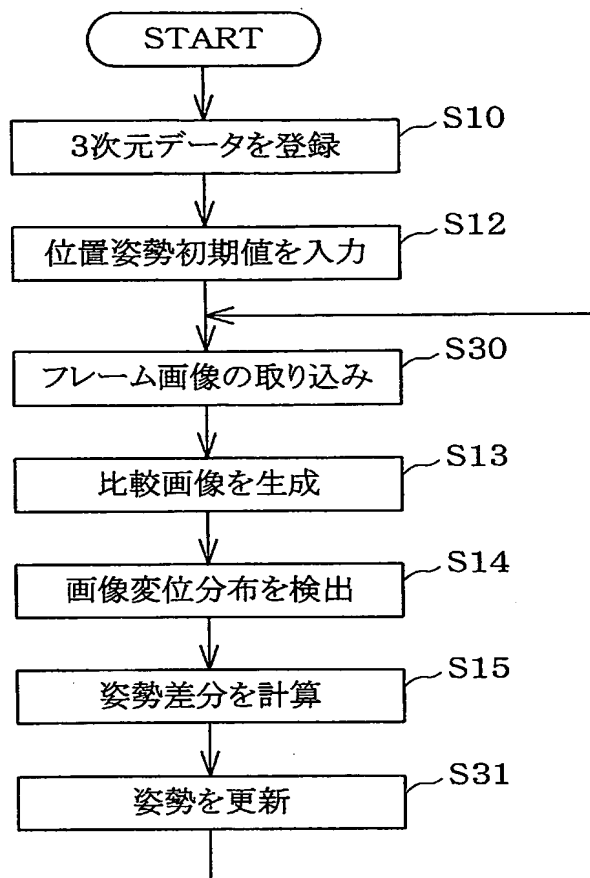 START
3次元データを登録
S10
位置姿勢初期値を入力
S12
フレーム画像の取り込み
S30
比較画像を生成
S13
画像変位分布を検出
S14
姿勢差分を計算
S15
姿勢を更新
S31